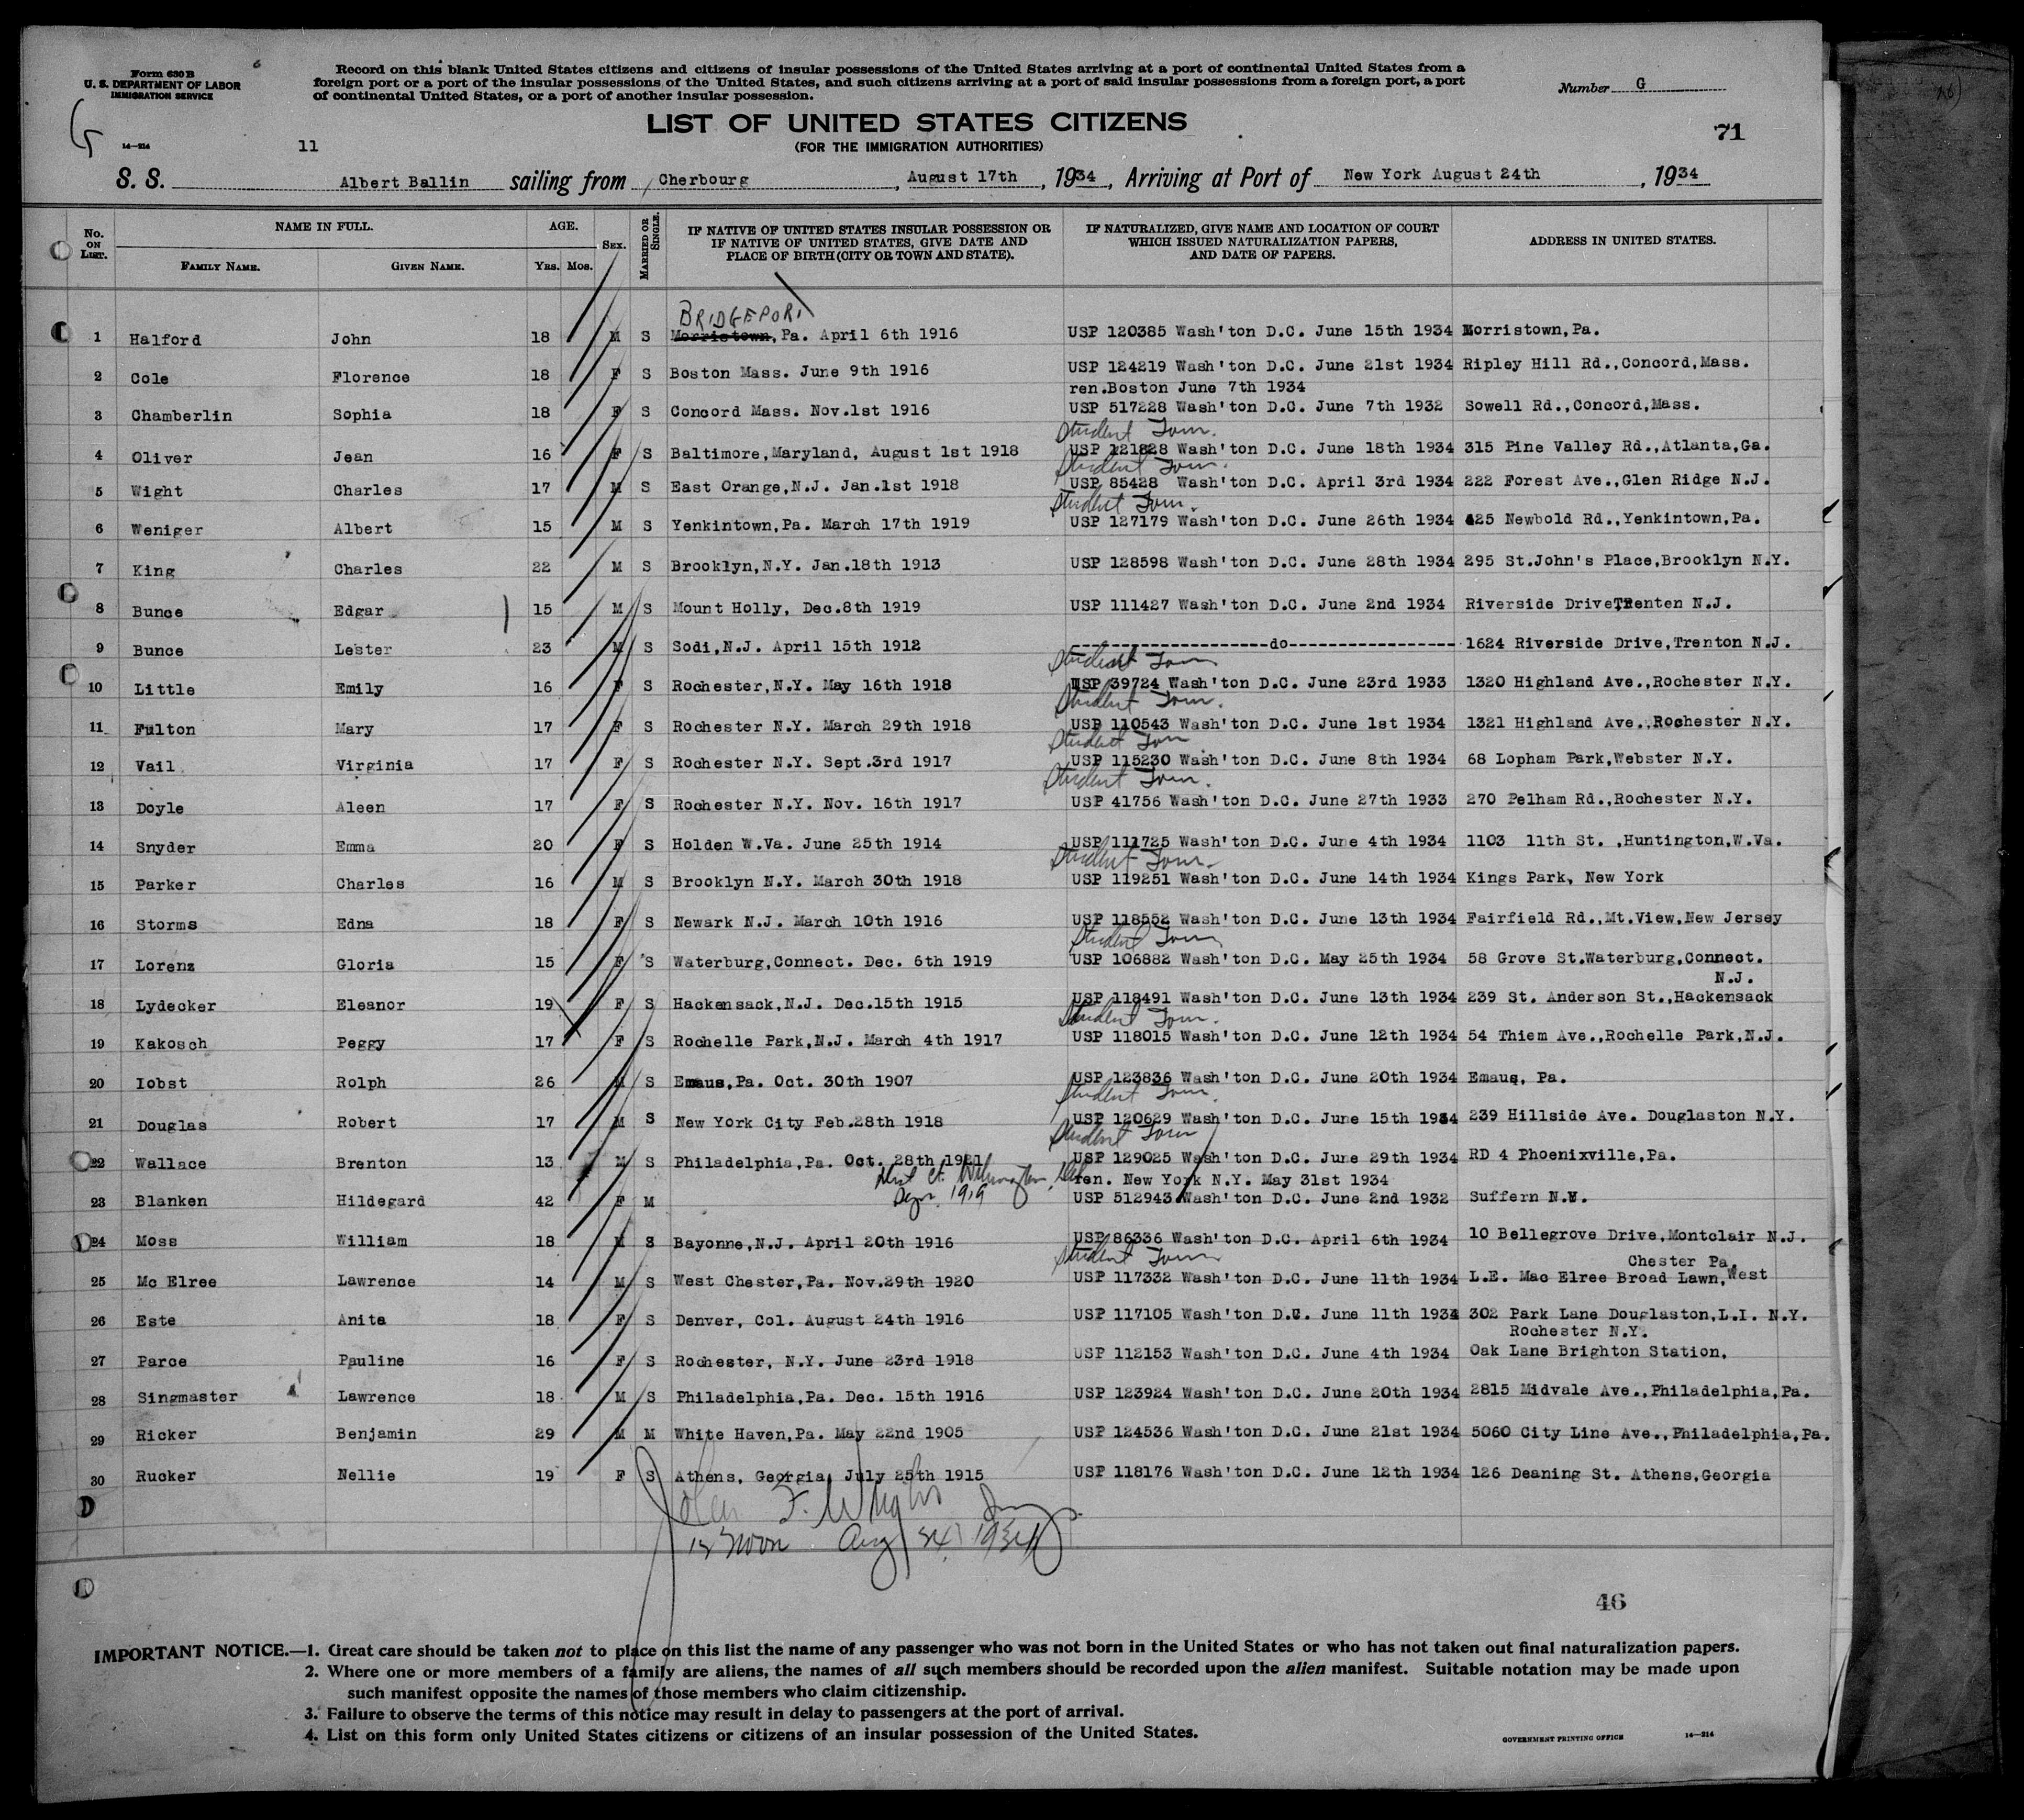 Form 630 B
U. S. DEPARTMENT OF LABOR
IMMIGRATION SERVICE
Record on this blank United States citizens and citizens of insular possessions of the United States arriving at a port of continental United States from a
foreign port or a port of the insular possessions of the United States, and such citizens arriving at a port of said insular possessions from a foreign port, a port
of continental United States, or a port of another insular possession.
Number G
G
14—214
11
LIST OF UNITED STATES CITIZENS
(FOR THE IMMIGRATION AUTHORITIES)
71
S. S. Albert Ballin sailing from Cherbourg, August 17th, 1934, Arriving at Port of New York August 24th, 1934
No. ON LIST. NAME IN FULL. FAMILY NAME. GIVEN NAME. AGE. YRS. MOS. SEX. MARRIED OR SINGLE. IF NATIVE OF UNITED STATES INSULAR POSSESSION OR IF NATIVE OF UNITED STATES, GIVE DATE AND PLACE OF BIRTH (CITY OR TOWN AND STATE). IF NATURALIZED, GIVE NAME AND LOCATION OF COURT WHICH ISSUED NATURALIZATION PAPERS, AND DATE OF PAPERS. ADDRESS IN UNITED STATES.
BRIDGEPORT
1 Halford John 18 M S Morristown, Pa. April 6th 1916 USP 120385 Wash'ton D.C. June 15th 1934 Morristown,Pa.
2 Cole Florence 18 F S Boston Mass. June 9th 1916 USP 124219 Wash'ton D.C. June 21st 1934 Ripley Hill Rd.,Concord,Mass.
ren.Boston June 7th 1934
3 Chamberlin Sophia 18 F S Concord Mass. Nov.1st 1916 USP 517228 Wash'ton D.C. June 7th 1932 Sowell Rd.,Concord,Mass.
Student Tour.
4 Oliver Jean 16 F S Baltimore,Maryland, August 1st 1918 USP 121828 Wash'ton D.C. June 18th 1934 315 Pine Valley Rd.,Atlanta,Ga.
Student Tour.
5 Wight Charles 17 M S East Orange,N.J. Jan.1st 1918 USP 85428 Wash'ton D.C. April 3rd 1934 222 Forest Ave.,Glen Ridge N.J.
Student Tour.
6 Weniger Albert 15 M S Yenkintown,Pa. March 17th 1919 USP 127179 Wash'ton D.C. June 26th 1934 425 Newbold Rd.,Yenkintown,Pa.
7 King Charles 22 M S Brooklyn,N.Y. Jan.18th 1913 USP 128598 Wash'ton D.C. June 28th 1934 295 St.John's Place,Brooklyn N.Y.
8 Bunce Edgar 15 M S Mount Holly, Dec.8th 1919 USP 111427 Wash'ton D.C. June 2nd 1934 Riverside Drive,Trenten N.J.
9 Bunce Lester 23 M S Sodi,N.J. April 15th 1912 --------------------do----------------- 1624 Riverside Drive,Trenton N.J.
Student Tour
10 Little Emily 16 F S Rochester,N.Y. May 16th 1918 USP 39724 Wash'ton D.C. June 23rd 1933 1320 Highland Ave.,Rochester N.Y.
Student Tour.
11 Fulton Mary 17 F S Rochester N.Y. March 29th 1918 USP 110543 Wash'ton D.C. June 1st 1934 1321 Highland Ave.,Rochester N.Y.
Student Tour
12 Vail Virginia 17 F S Rochester N.Y. Sept.3rd 1917 USP 115230 Wash'ton D.C. June 8th 1934 68 Lopham Park,Webster N.Y.
Student Tour.
13 Doyle Aleen 17 F S Rochester N.Y. Nov. 16th 1917 USP 41756 Wash'ton D.C. June 27th 1933 270 Pelham Rd.,Rochester N.Y.
14 Snyder Emma 20 F S Holden W.Va. June 25th 1914 USP 111725 Wash'ton D.C. June 4th 1934 1103 11th St. ,Huntington,W.Va.
Student Tour.
15 Parker Charles 16 M S Brooklyn N.Y. March 30th 1918 USP 119251 Wash'ton D.C. June 14th 1934 Kings Park, New York
16 Storms Edna 18 F S Newark N.J. March 10th 1916 USP 118552 Wash'ton D.C. June 13th 1934 Fairfield Rd.,Mt.View,New Jersey
Student Tour
17 Lorenz Gloria 15 F S Waterburg,Connect. Dec. 6th 1919 USP 106882 Wash'ton D.C. May 25th 1934 58 Grove St.Waterburg,Connect.
N.J.
18 Lydecker Eleanor 19 F S Hackensack,N.J. Dec.15th 1915 USP 118491 Wash'ton D.C. June 13th 1934 239 St. Anderson St.,Hackensack
Student Tour.
19 Kakosch Peggy 17 F S Rochelle Park,N.J. March 4th 1917 USP 118015 Wash'ton D.C. June 12th 1934 54 Thiem Ave.,Rochelle Park,N.J.
20 Iobst Rolph 26 M S Emaus,Pa. Oct. 30th 1907 USP 123836 Wash'ton D.C. June 20th 1934 Emaus, Pa.
Student Tour.
21 Douglas Robert 17 M S New York City Feb.28th 1918 USP 120629 Wash'ton D.C. June 15th 1934 239 Hillside Ave. Douglaston N.Y.
Student Tour
22 Wallace Brenton 13 M S Philadelphia,Pa. Oct. 28th 1921 USP 129025 Wash'ton D.C. June 29th 1934 RD 4 Phoenixville,Pa.
Dist Ct. Wilmington, Del ren. New York N.Y. May 31st 1934
23 Blanken Hildegard 42 F M 1919 USP 512943 Wash'ton D.C. June 2nd 1932 Suffern N.Y.
24 Moss William 18 M S Bayonne,N.J. April 20th 1916 USP 86336 Wash'ton D.C. April 6th 1934 10 Bellegrove Drive,Montclair N.J.
Student Tour Chester Pa.
25 Mc Elree Lawrence 14 M S West Chester,Pa. Nov.29th 1920 USP 117332 Wash'ton D.C. June 11th 1934 L.E. Mac Elree Broad Lawn,West
26 Este Anita 18 F S Denver, Col. August 24th 1916 USP 117105 Wash'ton D.C. June 11th 1934 302 Park Lane Douglaston,L.I. N.Y.
Rochester N.Y.
27 Parce Pauline 16 F S Rochester, N.Y. June 23rd 1918 USP 112153 Wash'ton D.C. June 4th 1934 Oak Lane Brighton Station,
28 Singmaster Lawrence 18 M S Philadelphia,Pa. Dec. 15th 1916 USP 123924 Wash'ton D.C. June 20th 1934 2815 Midvale Ave.,Philadelphia,Pa.
29 Ricker Benjamin 29 M M White Haven,Pa. May 22nd 1905 USP 124536 Wash'ton D.C. June 21st 1934 5060 City Line Ave.,Philadelphia,Pa.
30 Rucker Nellie 19 F S Athens, Georgia, July 25th 1915 USP 118176 Wash'ton D.C. June 12th 1934 126 Deaning St. Athens,Georgia
John F.
12 Noon Aug 24, 1934
46
IMPORTANT NOTICE.—1. Great care should be taken not to place on this list the name of any passenger who was not born in the United States or who has not taken out final naturalization papers.
2. Where one or more members of a family are aliens, the names of all such members should be recorded upon the alien manifest. Suitable notation may be made upon
such manifest opposite the names of those members who claim citizenship.
3. Failure to observe the terms of this notice may result in delay to passengers at the port of arrival.
4. List on this form only United States citizens or citizens of an insular possession of the United States.
GOVERNMENT PRINTING OFFICE 14—214